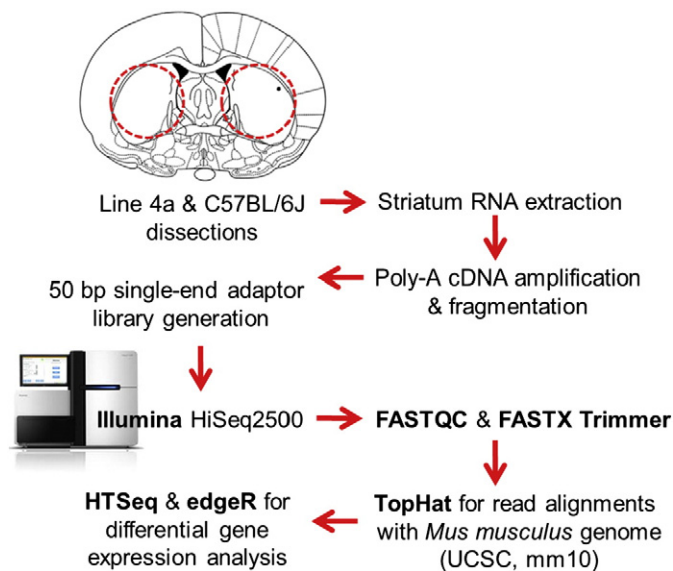 Line 4a & C57BL/6J
dissections
Striatum RNA extraction
Poly-A cDNA amplification
& fragmentation
50 bp single-end adaptor
library generation
Illumina HiSeq2500
FASTQC & FASTX Trimmer
TopHat for read alignments
with Mus musculus genome
(UCSC, mm10)
HTSeq & edgeR for
differential gene
expression analysis